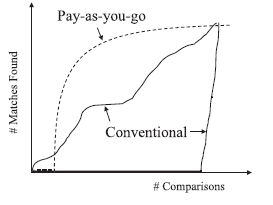 Pay-as-you-go
# Matches Found
Conventional
# Comparisons